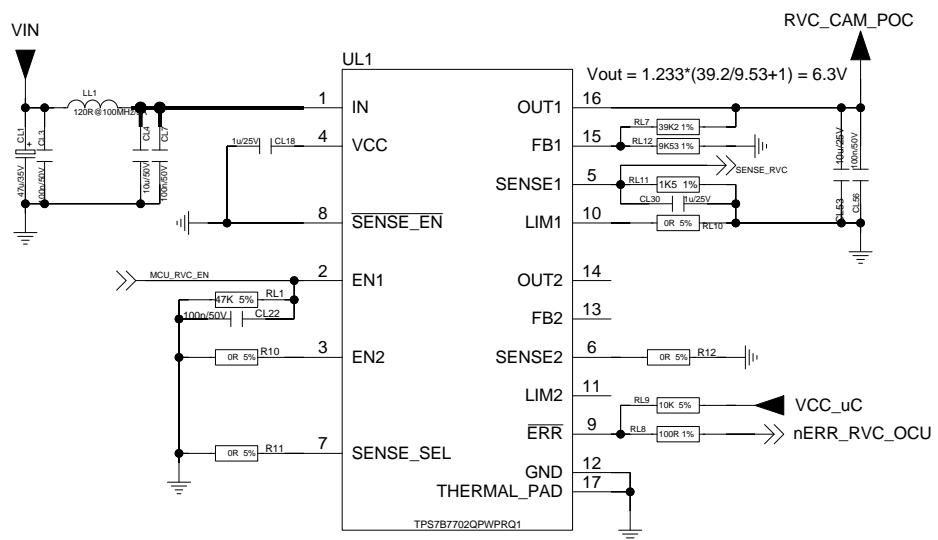 VIN
RVC_CAM_POC
UL1
Vout = 1.233*(39.2/9.53+1) = 6.3V
LL1
120R@100MHZ/3A
CL1
47u/35V
CL3
100n/50V
CL4
10u/50V
CL7
100n/50V
1 IN
OUT1 16
RL7 39K2 1%
1u/25V CL18
4 VCC
FB1 15
RL12 9K53 1%
SENSE_RVC
SENSE1 5
RL11 1K5 1%
CL30 1u/25V
10u/25V
CL53
100n/50V
CL56
8 SENSE_EN
LIM1 10
0R 5% RL10
MCU_RVC_EN
2 EN1
OUT2 14
47K 5% RL1
100n/50V CL22
FB2 13
0R 5% R10
3 EN2
SENSE2 6
0R 5% R12
LIM2 11
RL9 10K 5%
VCC_uC
ERR 9
RL8 100R 1%
nERR_RVC_OCU
0R 5% R11
7 SENSE_SEL
GND 12
THERMAL_PAD 17
TPS7B7702QPWPRQ1